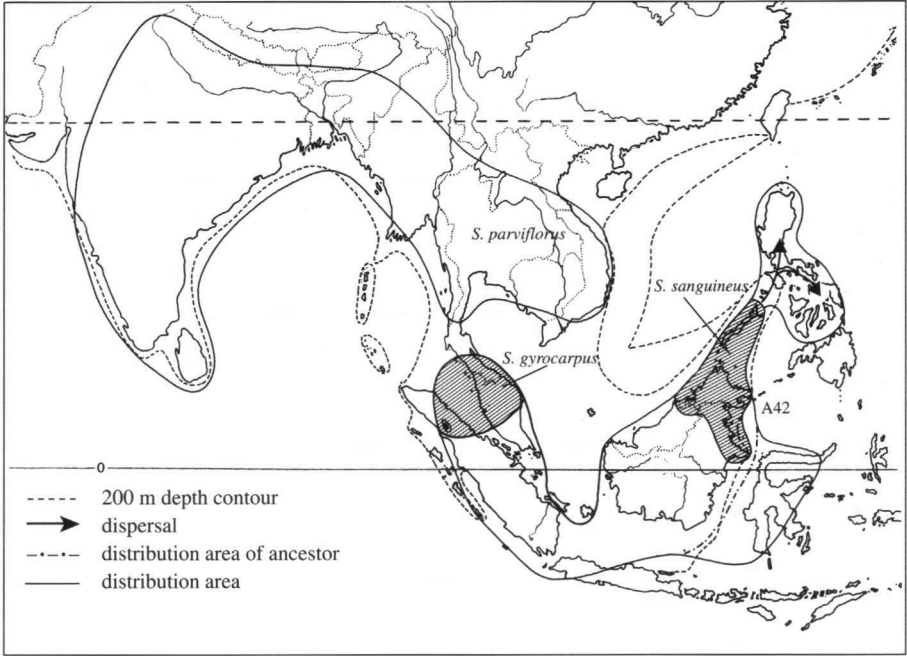 S. parviflorus
S. sanguineus
S. gyrocarpus
A42
0
200 m depth contour
dispersal
distribution area of ancestor
distribution area